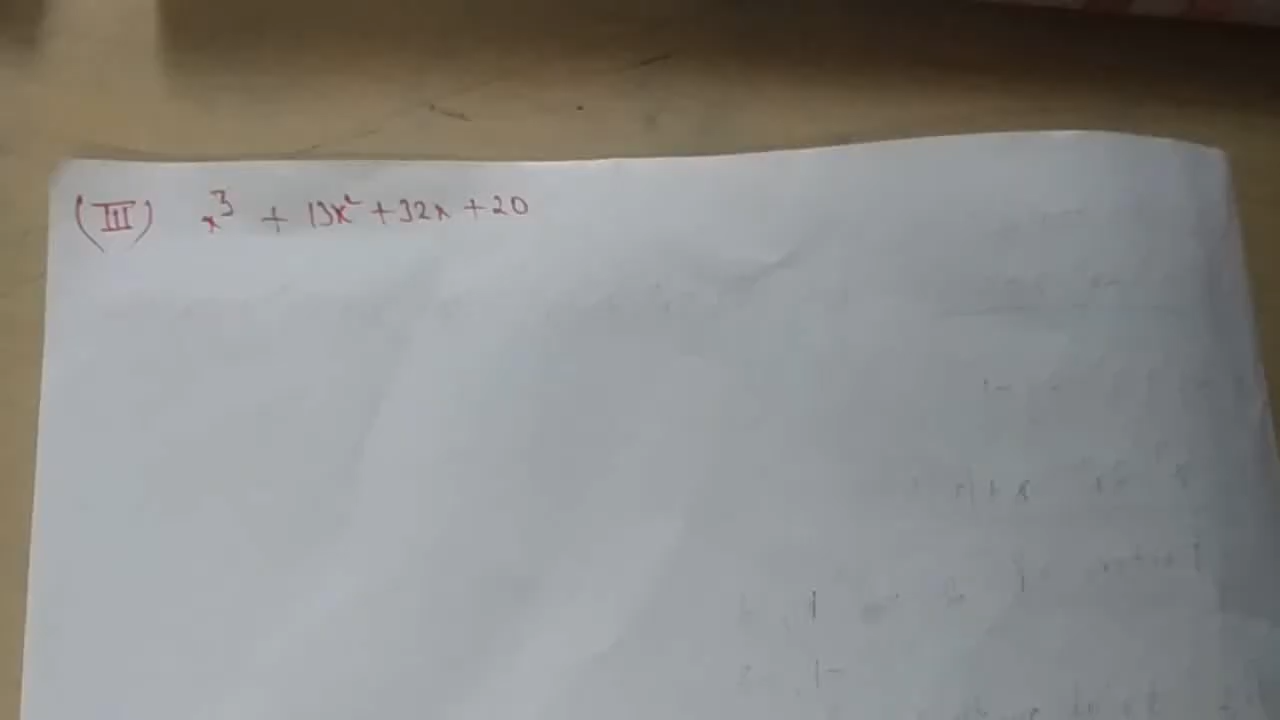 (III) x³ + 13x² + 32x + 20